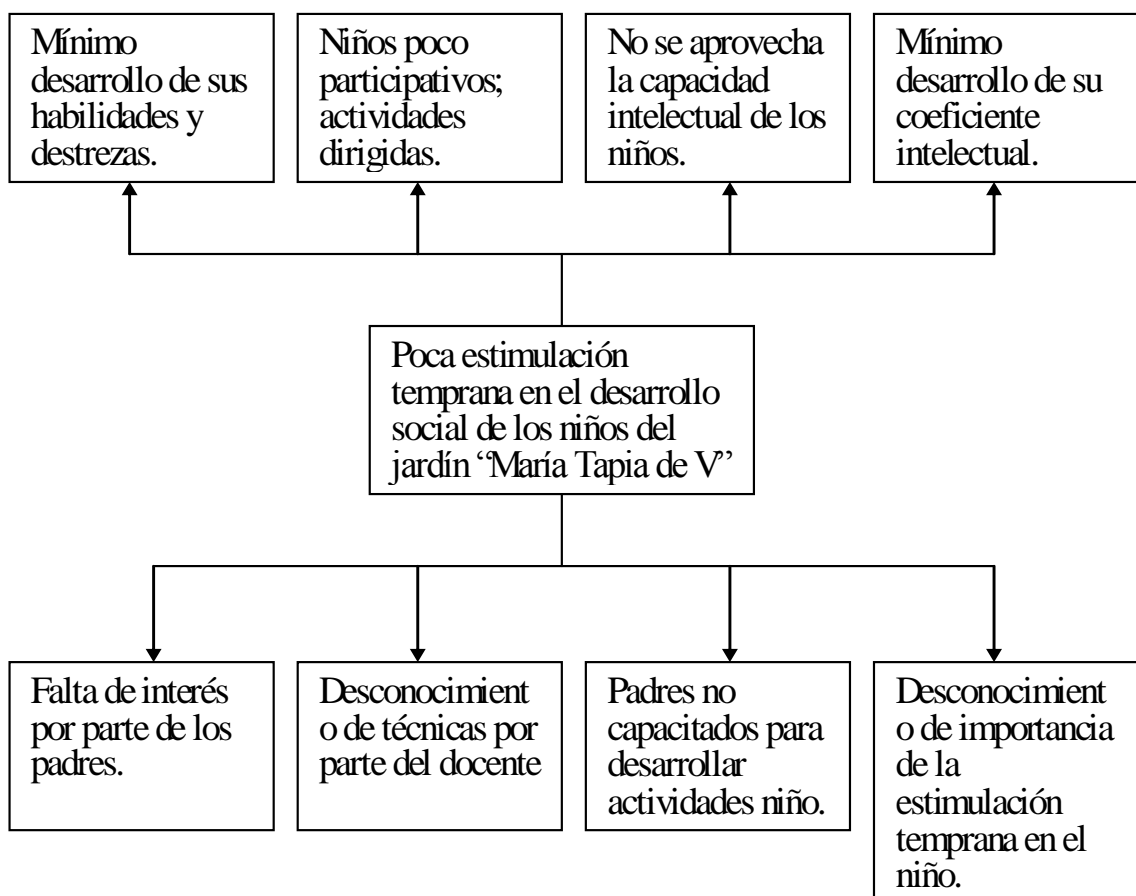 Mínimo
desarrollo de sus
habilidades y
destrezas.
Niños poco
participativos;
actividades
dirigidas.
No se aprovecha
la capacidad
intelectual de los
niños.
Mínimo
desarrollo de su
coeficiente
intelectual.
Poca estimulación
temprana en el desarrollo
social de los niños del
jardín “María Tapia de V”
Falta de interés
por parte de los
padres.
Desconocimient
o de técnicas por
parte del docente
Padres no
capacitados para
desarrollar
actividades niño.
Desconocimient
o de importancia
de la
estimulación
temprana en el
niño.